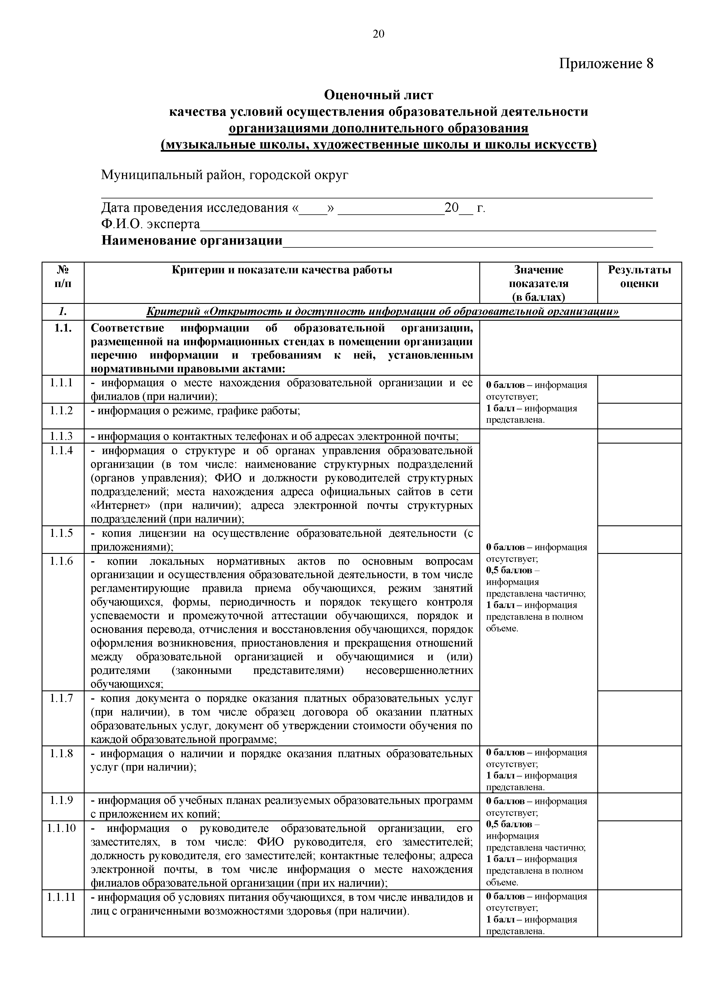 20
Приложение 8
Оценочный лист
качества условий осуществления образовательной деятельности
организациями дополнительного образования
(музыкальные школы, художественные школы и школы искусств)
Муниципальный район, городской округ
Дата проведения исследования «____» _______________20__ г.
Ф.И.О. эксперта
Наименование организации
№
п/п
Критерии и показатели качества работы
Значение
показателя
(в баллах)
Результаты
оценки
1.
Критерий «Открытость и доступность информации об образовательной организации»
1.1.
Соответствие информации об образовательной организации,
размещенной на информационных стендах в помещении организации
перечню информации и требованиям к ней, установленным
нормативными правовыми актами:
1.1.1
- информация о месте нахождения образовательной организации и ее
филиалов (при наличии);
0 баллов – информация
отсутствует;
1 балл – информация
представлена.
1.1.2
- информация о режиме, графике работы;
1.1.3
- информация о контактных телефонах и об адресах электронной почты;
0 баллов – информация
отсутствует;
0,5 баллов –
информация
представлена частично;
1 балл – информация
представлена в полном
объеме.
1.1.4
- информация о структуре и об органах управления образовательной
организации (в том числе: наименование структурных подразделений
(органов управления); ФИО и должности руководителей структурных
подразделений; места нахождения адреса официальных сайтов в сети
«Интернет» (при наличии); адреса электронной почты структурных
подразделений (при наличии);
1.1.5
- копия лицензии на осуществление образовательной деятельности (с
приложениями);
1.1.6
- копии локальных нормативных актов по основным вопросам
организации и осуществления образовательной деятельности, в том числе
регламентирующие правила приема обучающихся, режим занятий
обучающихся, формы, периодичность и порядок текущего контроля
успеваемости и промежуточной аттестации обучающихся, порядок и
основания перевода, отчисления и восстановления обучающихся, порядок
оформления возникновения, приостановления и прекращения отношений
между образовательной организацией и обучающимися и (или)
родителями (законными представителями) несовершеннолетних
обучающихся;
1.1.7
- копия документа о порядке оказания платных образовательных услуг
(при наличии), в том числе образец договора об оказании платных
образовательных услуг, документ об утверждении стоимости обучения по
каждой образовательной программе;
1.1.8
- информация о наличии и порядке оказания платных образовательных
услуг (при наличии);
0 баллов – информация
отсутствует;
1 балл – информация
представлена.
1.1.9
- информация об учебных планах реализуемых образовательных программ
с приложением их копий;
0 баллов – информация
отсутствует;
0,5 баллов –
информация
представлена частично;
1 балл – информация
представлена в полном
объеме.
1.1.10
- информация о руководителе образовательной организации, его
заместителях, в том числе: ФИО руководителя, его заместителей;
должность руководителя, его заместителей; контактные телефоны; адреса
электронной почты, в том числе информация о месте нахождения
филиалов образовательной организации (при их наличии);
1.1.11
- информация об условиях питания обучающихся, в том числе инвалидов и
лиц с ограниченными возможностями здоровья (при наличии).
0 баллов – информация
отсутствует;
1 балл – информация
представлена.